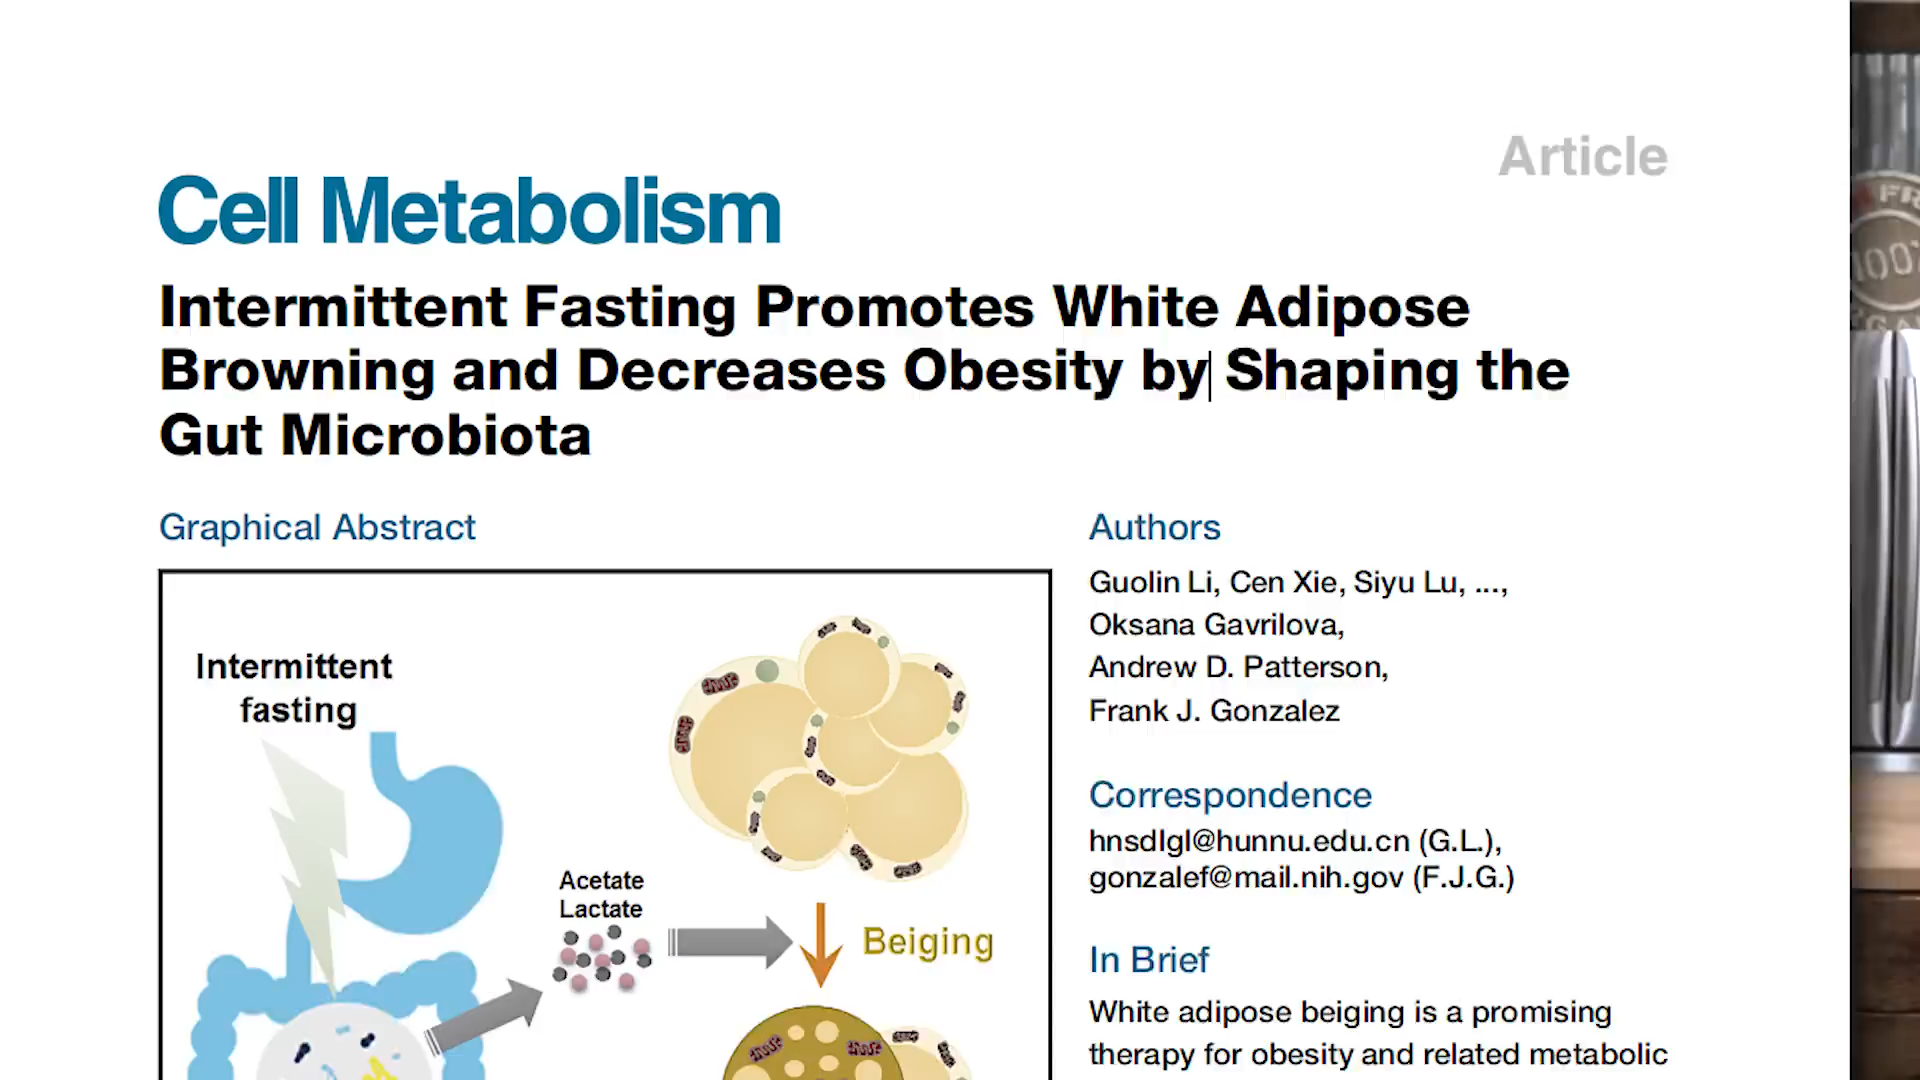 Article
Cell Metabolism
Intermittent Fasting Promotes White Adipose
Browning and Decreases Obesity by Shaping the
Gut Microbiota
Graphical Abstract
Intermittent
fasting
Acetate
Lactate
Beiging
Authors
Guolin Li, Cen Xie, Siyu Lu, ...,
Oksana Gavrilova,
Andrew D. Patterson,
Frank J. Gonzalez
Correspondence
hnsdlgl@hunnu.edu.cn (G.L.),
gonzalef@mail.nih.gov (F.J.G.)
In Brief
White adipose beiging is a promising
therapy for obesity and related metabolic